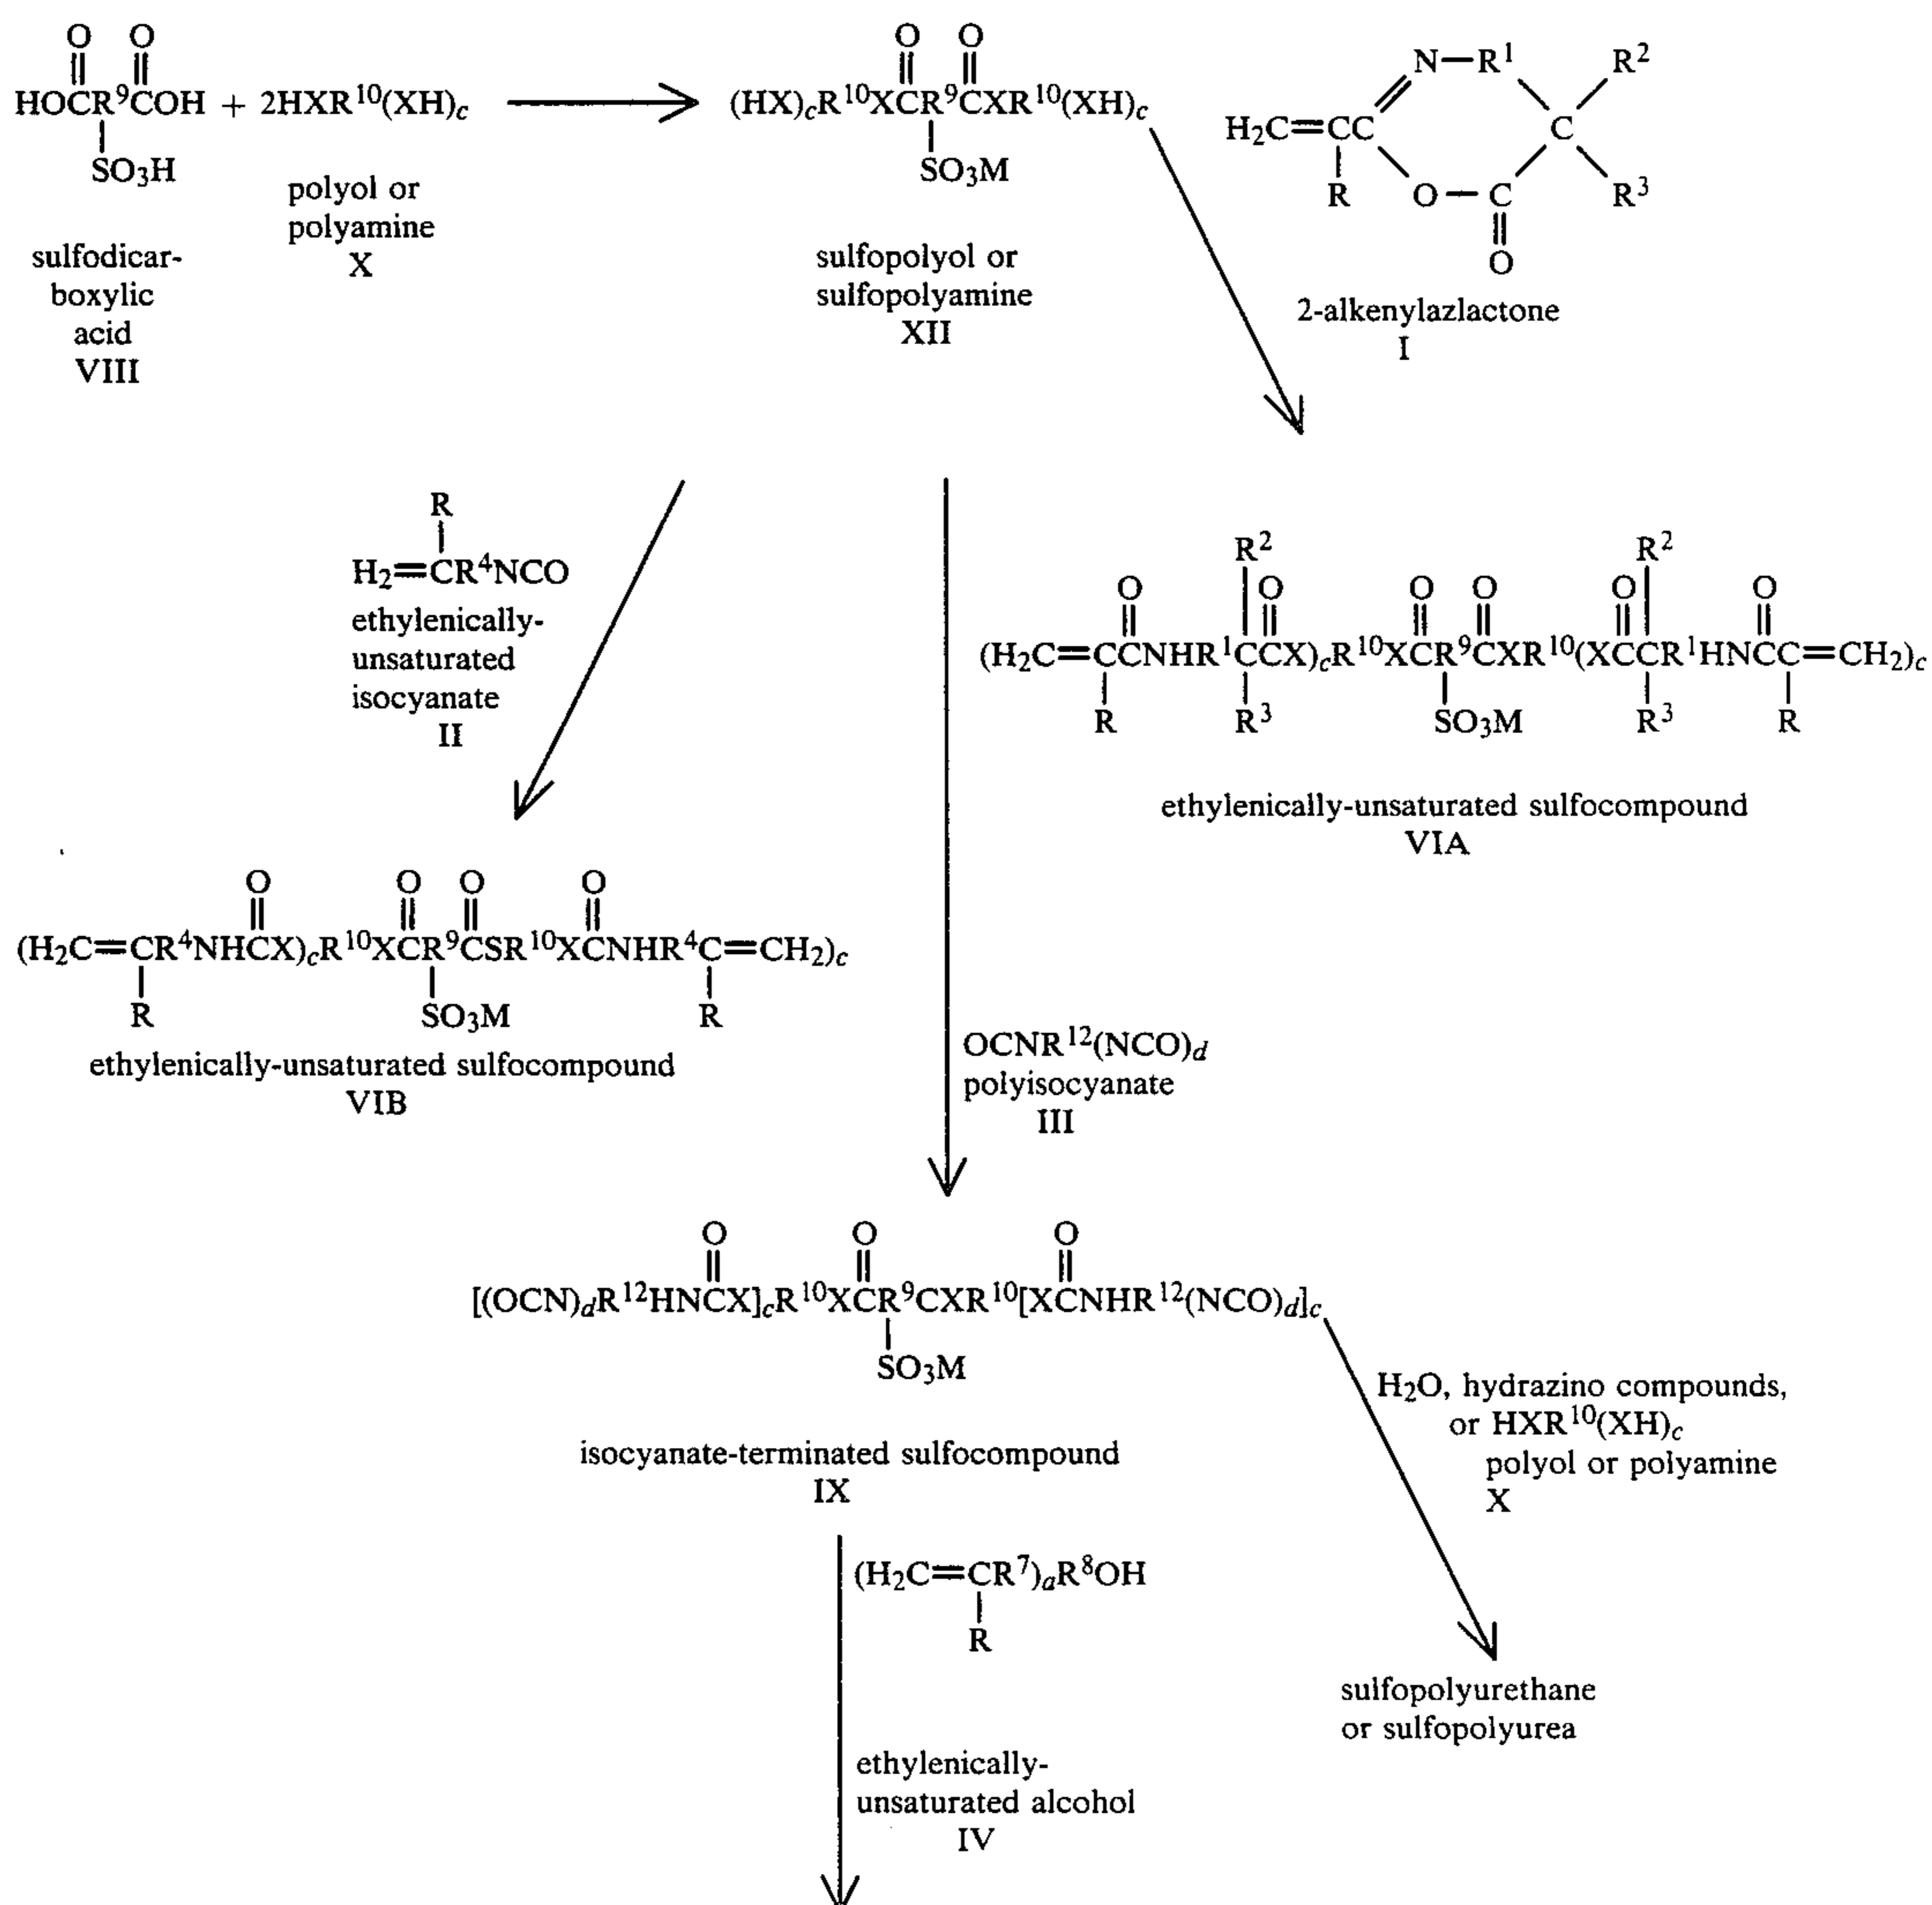 O O
HOCR⁹COH + 2HXR¹⁰(XH)c
SO₃H
polyol or
polyamine
X
sulfodicar-
boxylic
acid
VIII
O O
(HX)cR¹⁰XCR⁹CXR¹⁰(XH)c
SO₃M
sulfopolyol or
sulfopolyamine
XII
N—R¹ R²
H₂C=CC C
R O—C R³
O
2-alkenylazlactone
I
R
H₂=CR⁴NCO
ethylenically-
unsaturated
isocyanate
II
R² R²
O O O O O O
(H₂C=CCNHR¹CCX)cR¹⁰XCR⁹CXR¹⁰(XCCR¹HNCC=CH₂)c
R R³ SO₃M R³ R
ethylenically-unsaturated sulfocompound
VIA
O O O O
(H₂C=CR⁴NHCX)cR¹⁰XCR⁹CSR¹⁰XCNHR⁴C=CH₂)c
R SO₃M R
ethylenically-unsaturated sulfocompound
VIB
OCNR¹²(NCO)d
polyisocyanate
III
O O O
[(OCN)dR¹²HNCX]cR¹⁰XCR⁹CXR¹⁰[XCNHR¹²(NCO)d]c
SO₃M
isocyanate-terminated sulfocompound
IX
H₂O, hydrazino compounds,
or HXR¹⁰(XH)c
polyol or polyamine
X
(H₂C=CR⁷)aR⁸OH
R
sulfopolyurethane
or sulfopolyurea
ethylenically-
unsaturated alcohol
IV